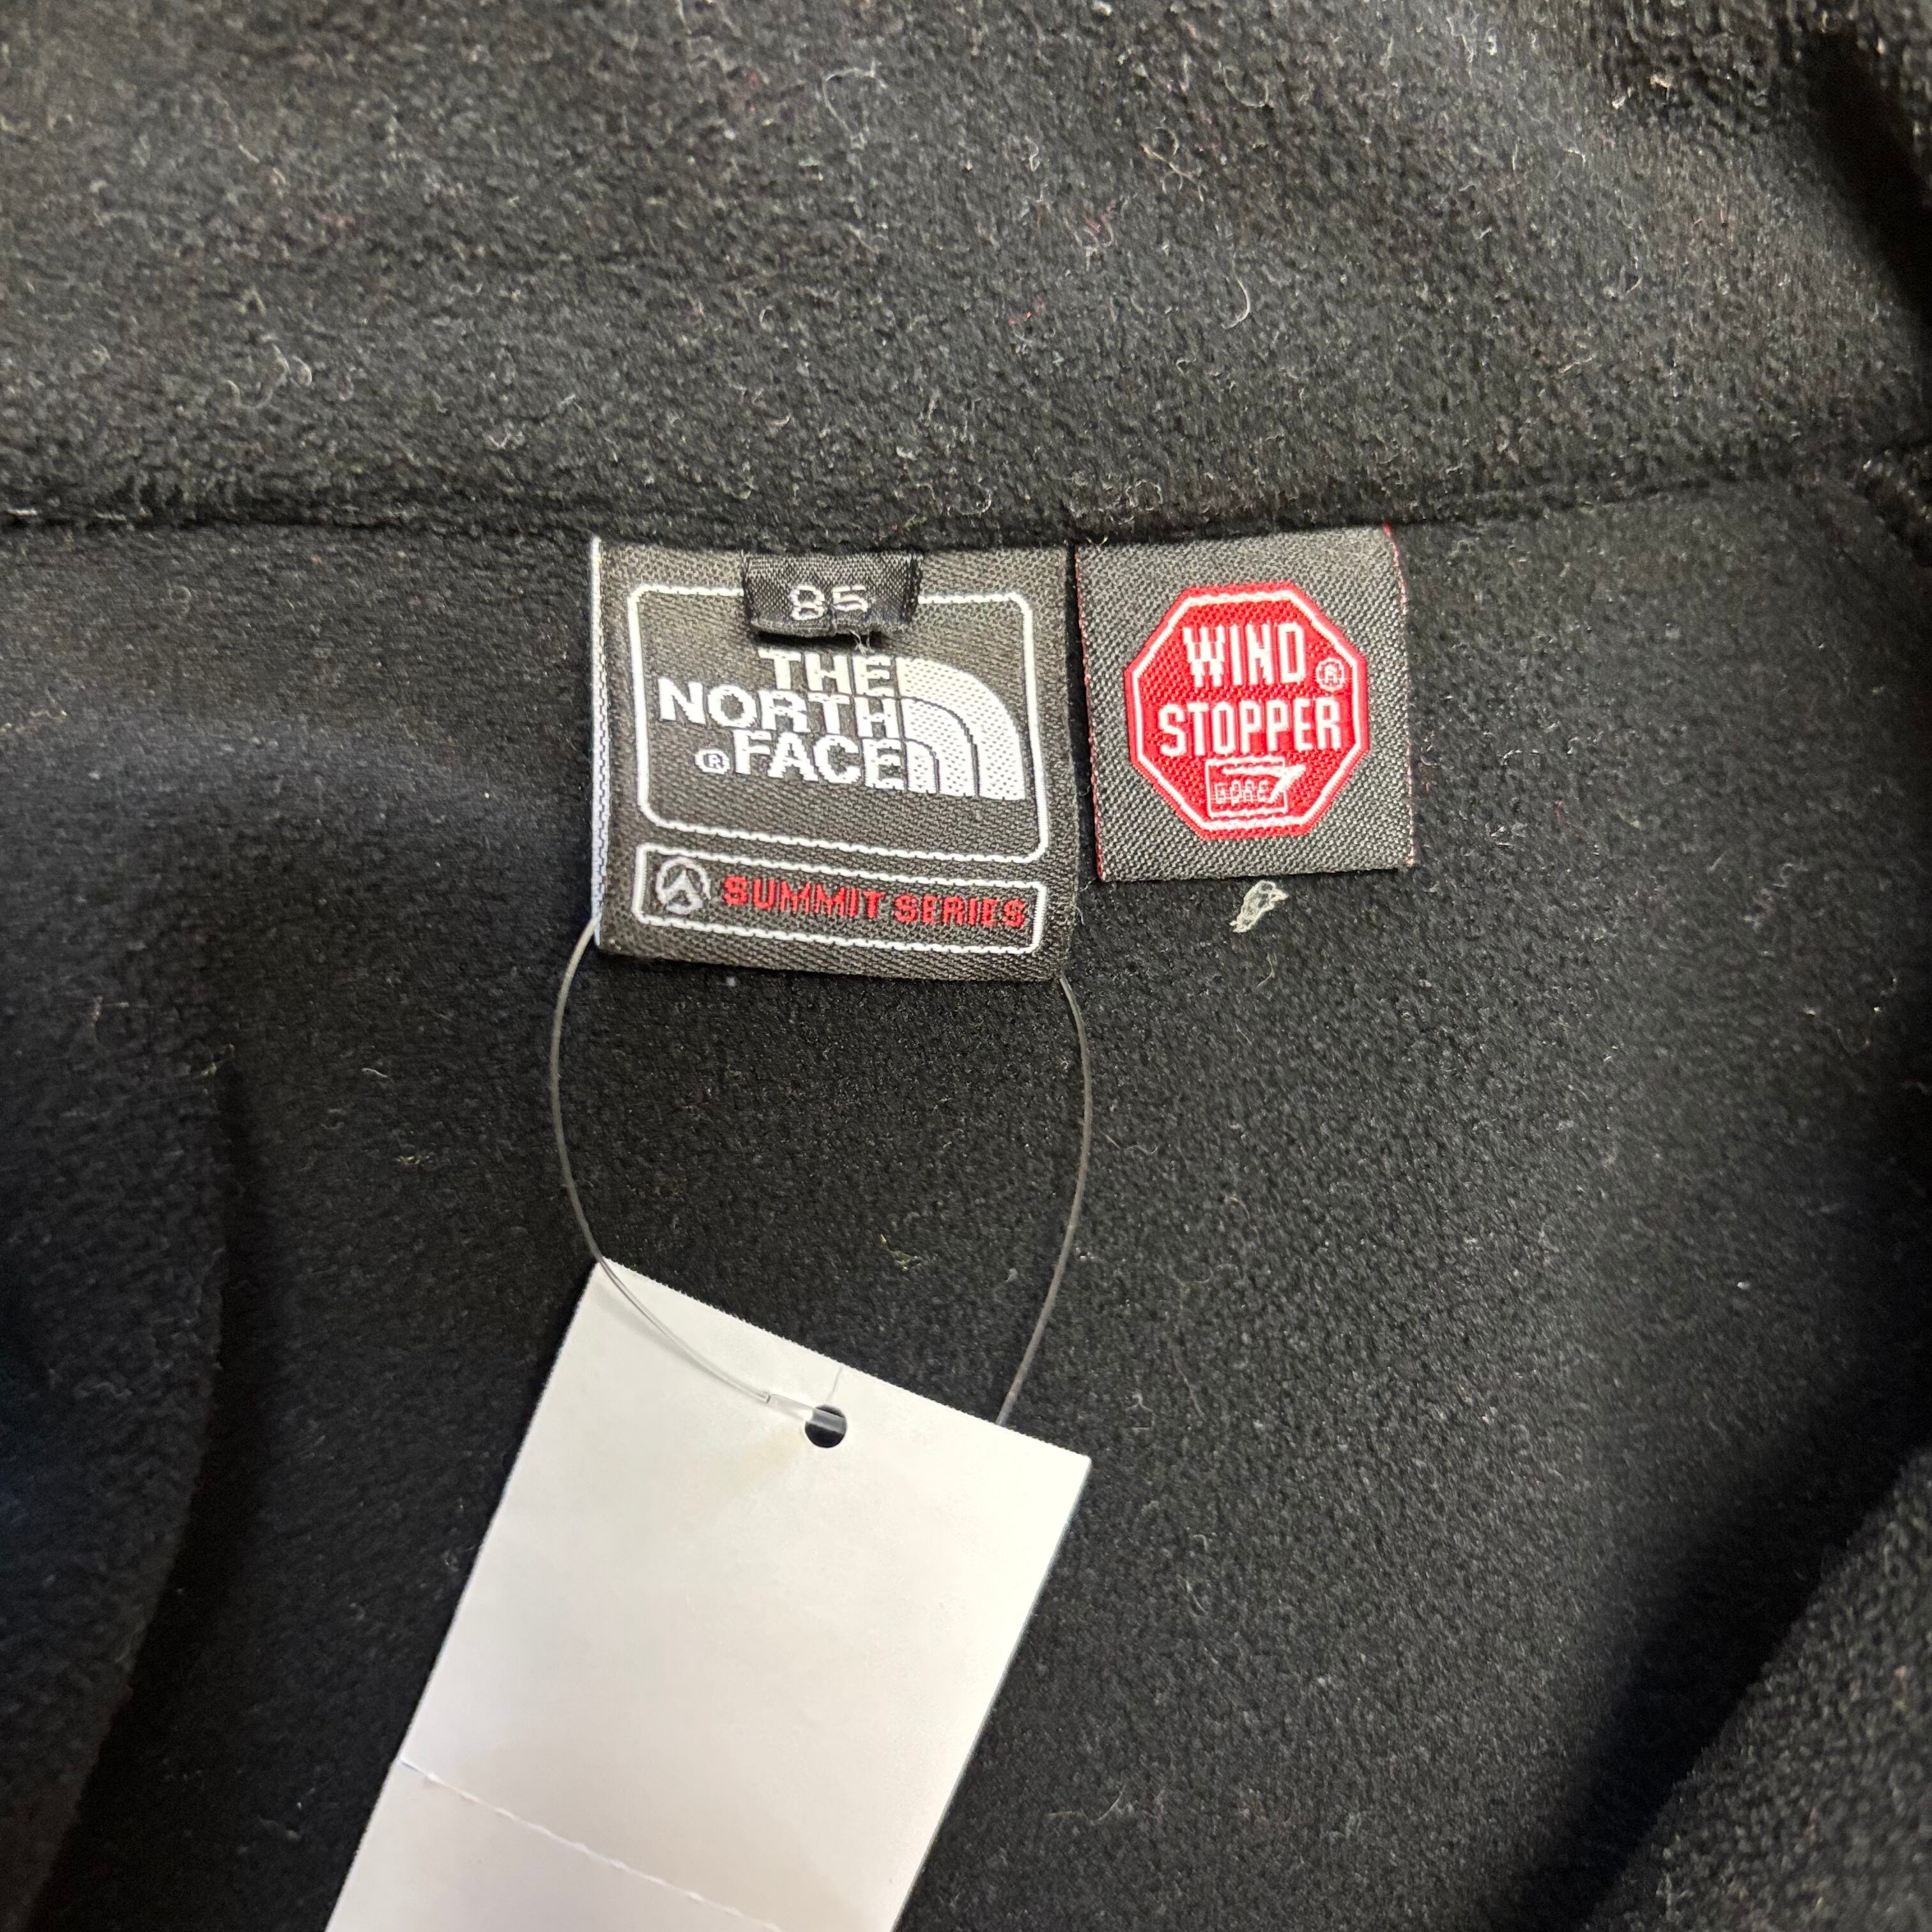 85
THE
NORTH
®FACE
SUMMIT SERIES
WIND
STOPPER®
GORE